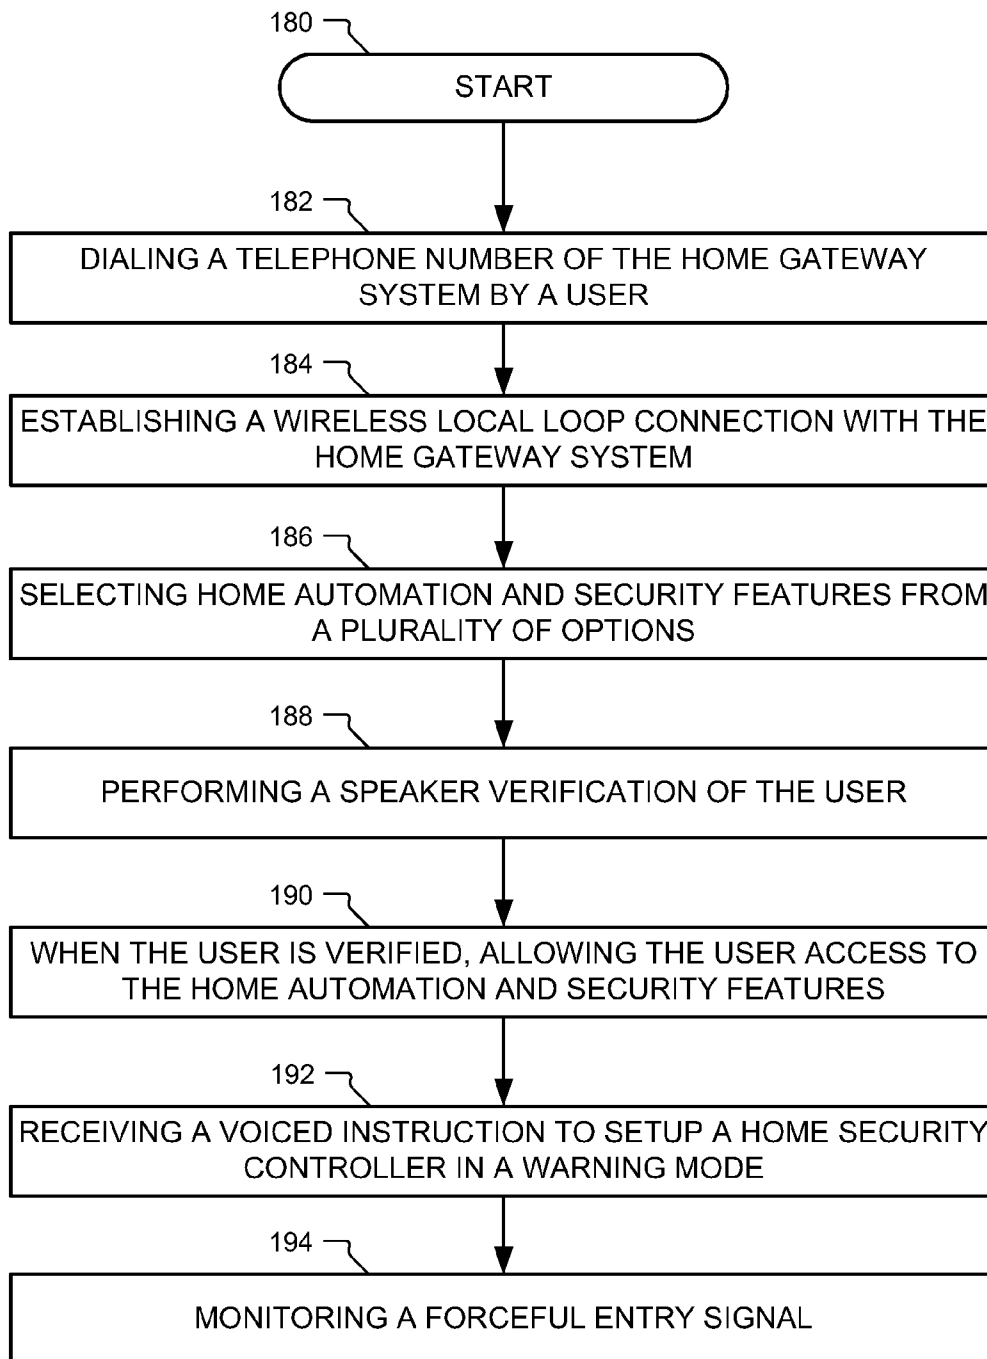 180
START
182
DIALING A TELEPHONE NUMBER OF THE HOME GATEWAY
SYSTEM BY A USER
184
ESTABLISHING A WIRELESS LOCAL LOOP CONNECTION WITH THE
HOME GATEWAY SYSTEM
186
SELECTING HOME AUTOMATION AND SECURITY FEATURES FROM
A PLURALITY OF OPTIONS
188
PERFORMING A SPEAKER VERIFICATION OF THE USER
190
WHEN THE USER IS VERIFIED, ALLOWING THE USER ACCESS TO
THE HOME AUTOMATION AND SECURITY FEATURES
192
RECEIVING A VOICED INSTRUCTION TO SETUP A HOME SECURITY
CONTROLLER IN A WARNING MODE
194
MONITORING A FORCEFUL ENTRY SIGNAL